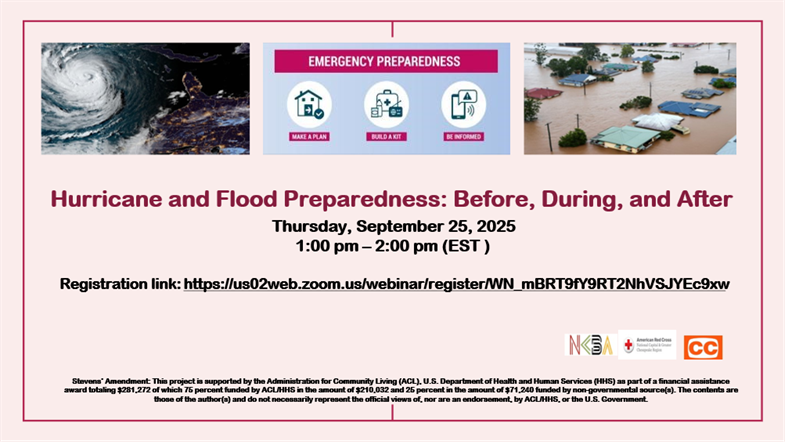 EMERGENCY PREPAREDNESS
MAKE A PLAN
BUILD A KIT
BE INFORMED
Hurricane and Flood Preparedness: Before, During, and After
Thursday, September 25, 2025
1:00 pm – 2:00 pm (EST )
Registration link: https://us02web.zoom.us/webinar/register/WN_mBRT9fY9RT2NhVSJYEc9xw
American Red Cross
National Capital & Greater
Chesapeake Region
CC
Stevens’ Amendment: This project is supported by the Administration for Community Living (ACL), U.S. Department of Health and Human Services (HHS) as part of a financial assistance
award totaling $281,272 of which 75 percent funded by ACL/HHS in the amount of $210,032 and 25 percent in the amount of $71,240 funded by non-governmental source(s). The contents are
those of the author(s) and do not necessarily represent the official views of, nor are an endorsement, by ACL/HHS, or the U.S. Government.